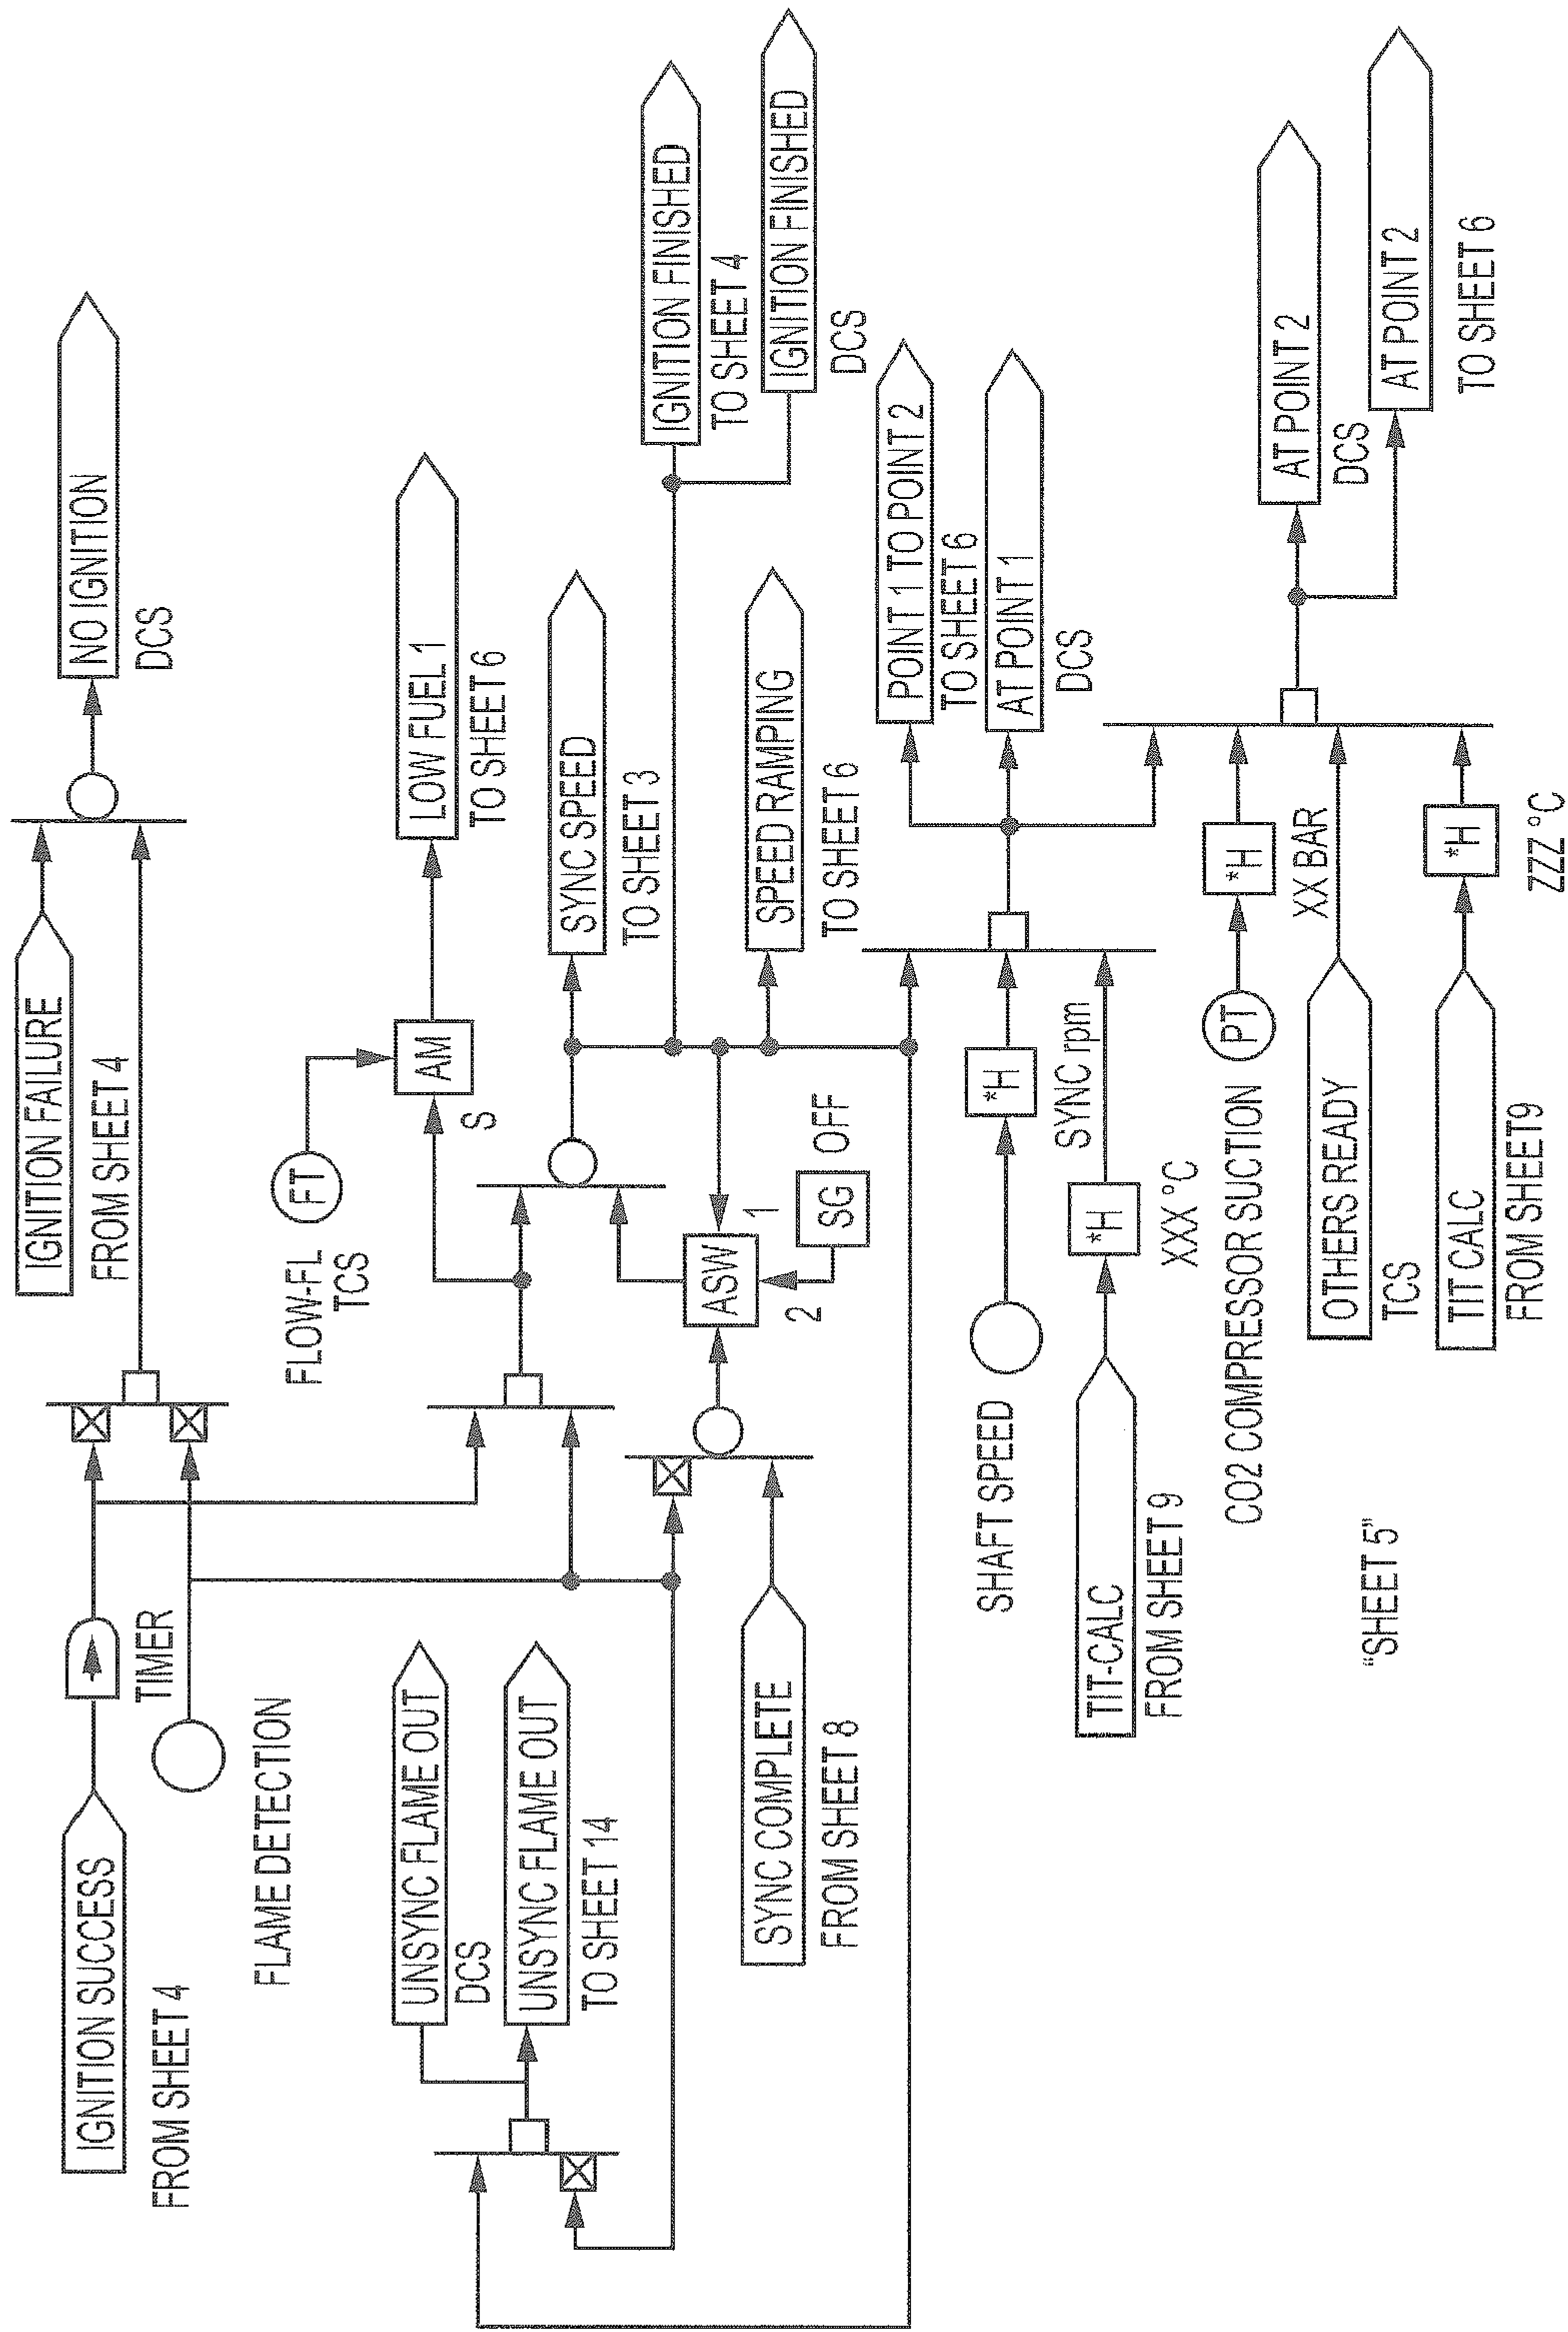 IGNITION SUCCESS
FROM SHEET 4
TIMER
FLAME DETECTION
IGNITION FAILURE
FROM SHEET 4
NO IGNITION
DCS
UNSYNC FLAME OUT
DCS
UNSYNC FLAME OUT
TO SHEET 14
FLOW-FL
TCS
FT
AM
S
LOW FUEL 1
TO SHEET 6
SYNC SPEED
TO SHEET 3
IGNITION FINISHED
TO SHEET 4
IGNITION FINISHED
DCS
SYNC COMPLETE
FROM SHEET 8
ASW
1
2
SG
OFF
SPEED RAMPING
TO SHEET 6
POINT 1 TO POINT 2
TO SHEET 6
AT POINT 1
DCS
SHAFT SPEED
*H
SYNC rpm
TIT-CALC
FROM SHEET 9
*H
XXX °C
CO2 COMPRESSOR SUCTION
PT
*H
XX BAR
OTHERS READY
TCS
TIT CALC
FROM SHEET9
*H
ZZZ °C
AT POINT 2
DCS
AT POINT 2
TO SHEET 6
“SHEET 5”